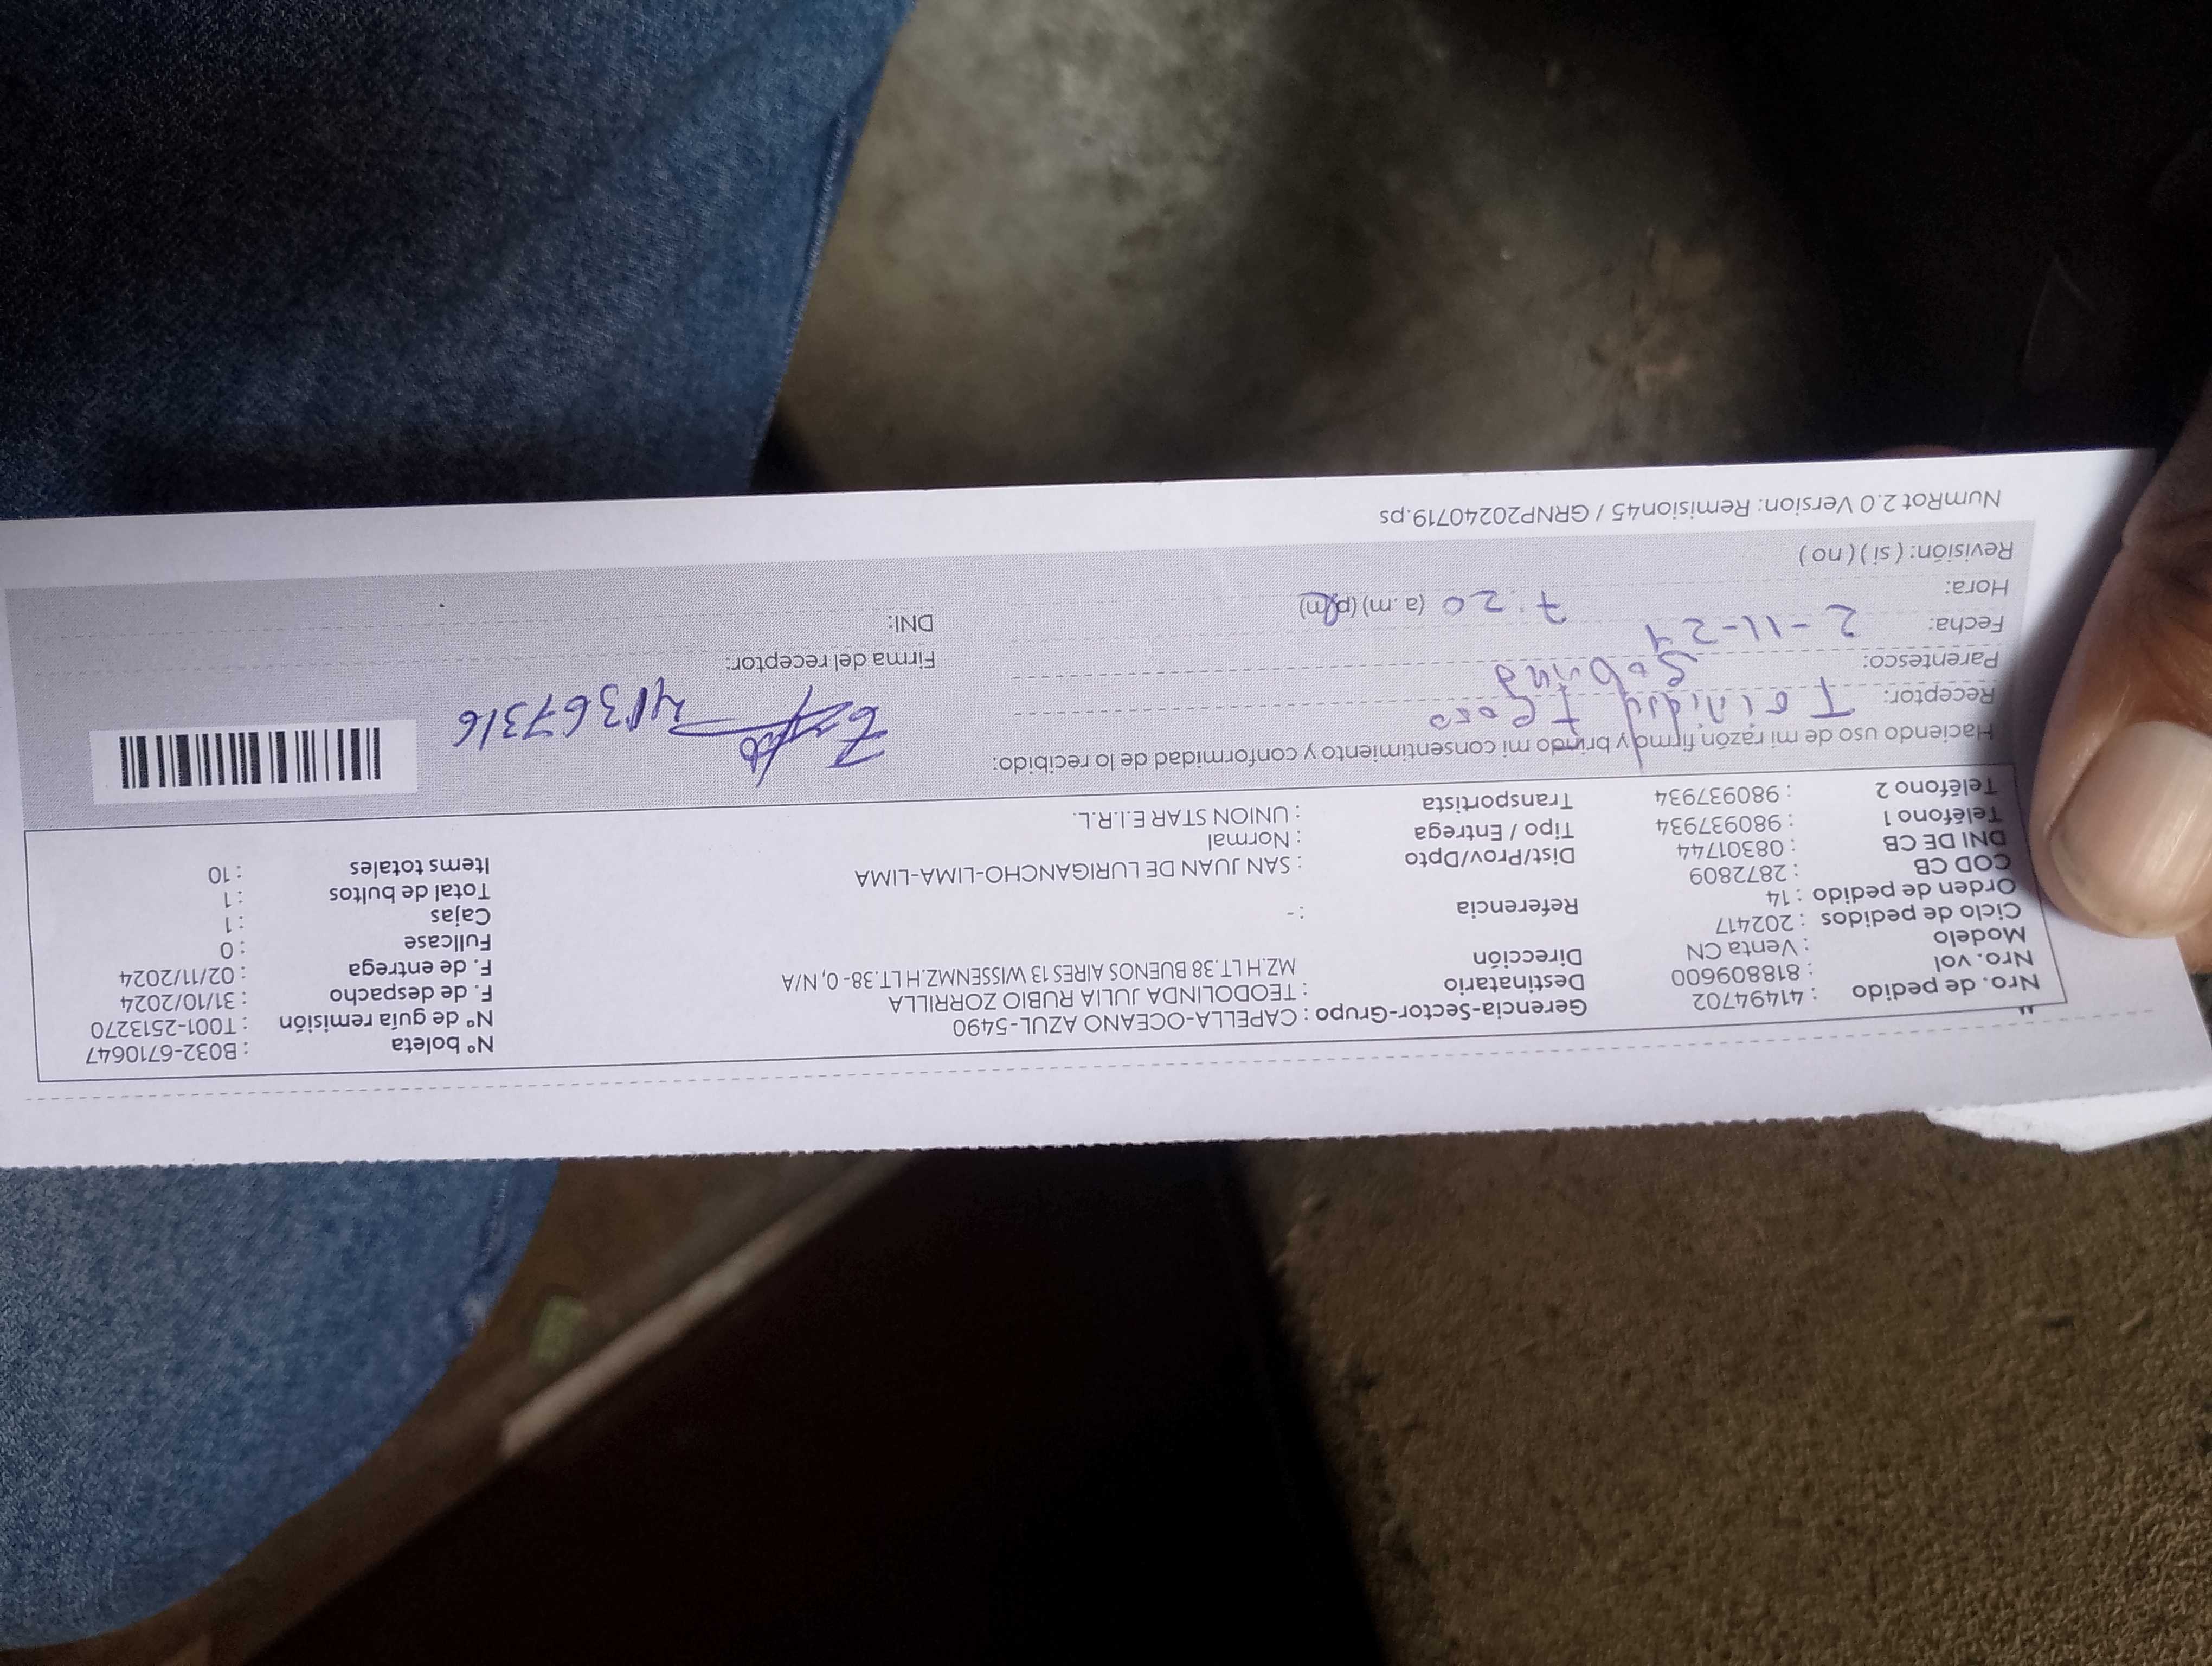 Nro. de pedido : 41494702
Nro. vol : 818809600
Modelo : Venta CN
Ciclo de pedidos : 202417
Orden de pedido : 14
COD CB : 2872809
DNI DE CB : 08301744
Teléfono 1 : 980937934
Teléfono 2 : 980937934
Gerencia-Sector-Grupo : CAPELLA-OCEANO AZUL-5490
Destinatario : TEODOLINDA JULIA RUBIO ZORRILLA
Dirección MZ.H LT.38 BUENOS AIRES 13 WISSENMZ.H LT.38- 0, N/A
Referencia : -
Dist/Prov/Dpto : SAN JUAN DE LURIGANCHO-LIMA-LIMA
Tipo / Entrega : Normal
Transportista : UNION STAR E.I.R.L.
Nº boleta : B032-6710647
Nº de guía remisión : T001-2513270
F. de despacho : 31/10/2024
F. de entrega : 02/11/2024
Fullcase : 0
Cajas : 1
Total de bultos : 1
Items totales : 10
Haciendo uso de mi razón firmo y brindo mi consentimiento y conformidad de lo recibido:
Receptor: Trinidad
Parentesco: Sobrina
Fecha: 2-11-24
Hora: 7:20 (a.m) (p.m)
Revisión: ( si ) ( no )
41367316
Firma del receptor:
DNI:
NumRot 2.0 Version: Remision45 / GRNP20240719.ps